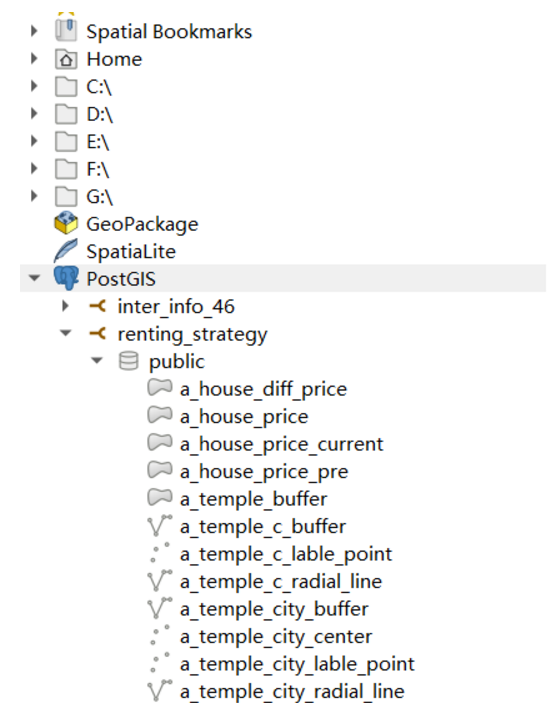 Spatial Bookmarks
Home
C:\
D:\
E:\
F:\
G:\
GeoPackage
SpatiaLite
PostGIS
inter_info_46
renting_strategy
public
a_house_diff_price
a_house_price
a_house_price_current
a_house_price_pre
a_temple_buffer
a_temple_c_buffer
a_temple_c_lable_point
a_temple_c_radial_line
a_temple_city_buffer
a_temple_city_center
a_temple_city_lable_point
a_temple_city_radial_line